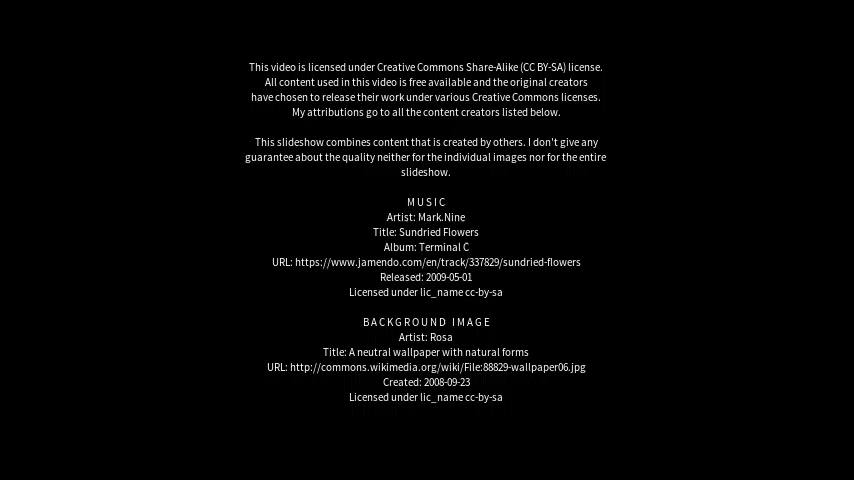 This video is licensed under Creative Commons Share-Alike (CC BY-SA) license.
All content used in this video is free available and the original creators
have chosen to release their work under various Creative Commons licenses.
My attributions go to all the content creators listed below.
This slideshow combines content that is created by others. I don't give any
guarantee about the quality neither for the individual images nor for the entire
slideshow.
MUSIC
Artist: Mark.Nine
Title: Sundried Flowers
Album: Terminal C
URL: https://www.jamendo.com/en/track/337829/sundried-flowers
Released: 2009-05-01
Licensed under lic_name cc-by-sa
BACKGROUND IMAGE
Artist: Rosa
Title: A neutral wallpaper with natural forms
URL: http://commons.wikimedia.org/wiki/File:88829-wallpaper06.jpg
Created: 2008-09-23
Licensed under lic_name cc-by-sa